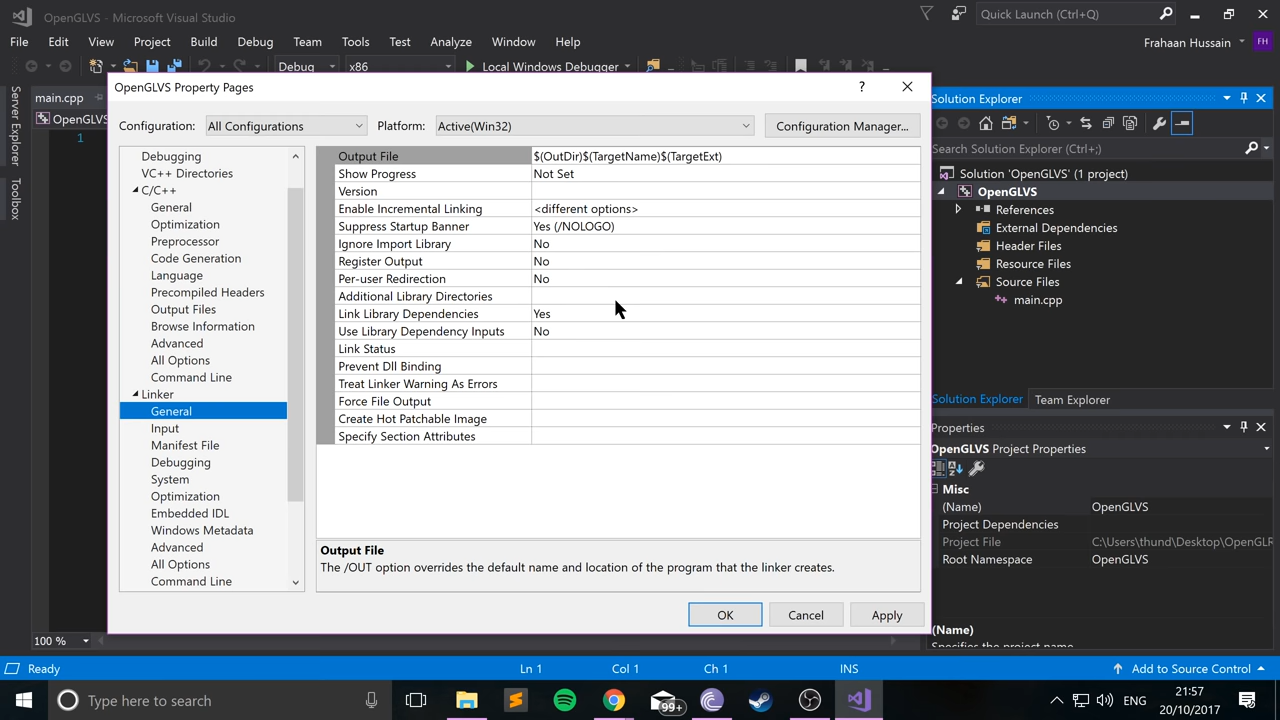 OpenGLVS - Microsoft Visual Studio
Quick Launch (Ctrl+Q)
File Edit View Project Build Debug Team Tools Test Analyze Window Help
Frahaan Hussain FH
Debug x86 Local Windows Debugger
Server Explorer
Toolbox
main.cpp
OpenGLVS
1
OpenGLVS Property Pages
?
Configuration: All Configurations Platform: Active(Win32) Configuration Manager...
Debugging
VC++ Directories
C/C++
General
Optimization
Preprocessor
Code Generation
Language
Precompiled Headers
Output Files
Browse Information
Advanced
All Options
Command Line
Linker
General
Input
Manifest File
Debugging
System
Optimization
Embedded IDL
Windows Metadata
Advanced
All Options
Command Line
Output File $(OutDir)$(TargetName)$(TargetExt)
Show Progress Not Set
Version
Enable Incremental Linking <different options>
Suppress Startup Banner Yes (/NOLOGO)
Ignore Import Library No
Register Output No
Per-user Redirection No
Additional Library Directories
Link Library Dependencies Yes
Use Library Dependency Inputs No
Link Status
Prevent Dll Binding
Treat Linker Warning As Errors
Force File Output
Create Hot Patchable Image
Specify Section Attributes
Output File
The /OUT option overrides the default name and location of the program that the linker creates.
OK Cancel Apply
Solution Explorer
Search Solution Explorer (Ctrl+;)
Solution 'OpenGLVS' (1 project)
OpenGLVS
References
External Dependencies
Header Files
Resource Files
Source Files
main.cpp
Solution Explorer Team Explorer
Properties
OpenGLVS Project Properties
Misc
(Name) OpenGLVS
Project Dependencies
Project File C:\Users\thund\Desktop\OpenGLR
Root Namespace OpenGLVS
(Name)
Specifies the project name
100 %
Ready Ln 1 Col 1 Ch 1 INS Add to Source Control
Type here to search
99+
ENG
21:57
20/10/2017